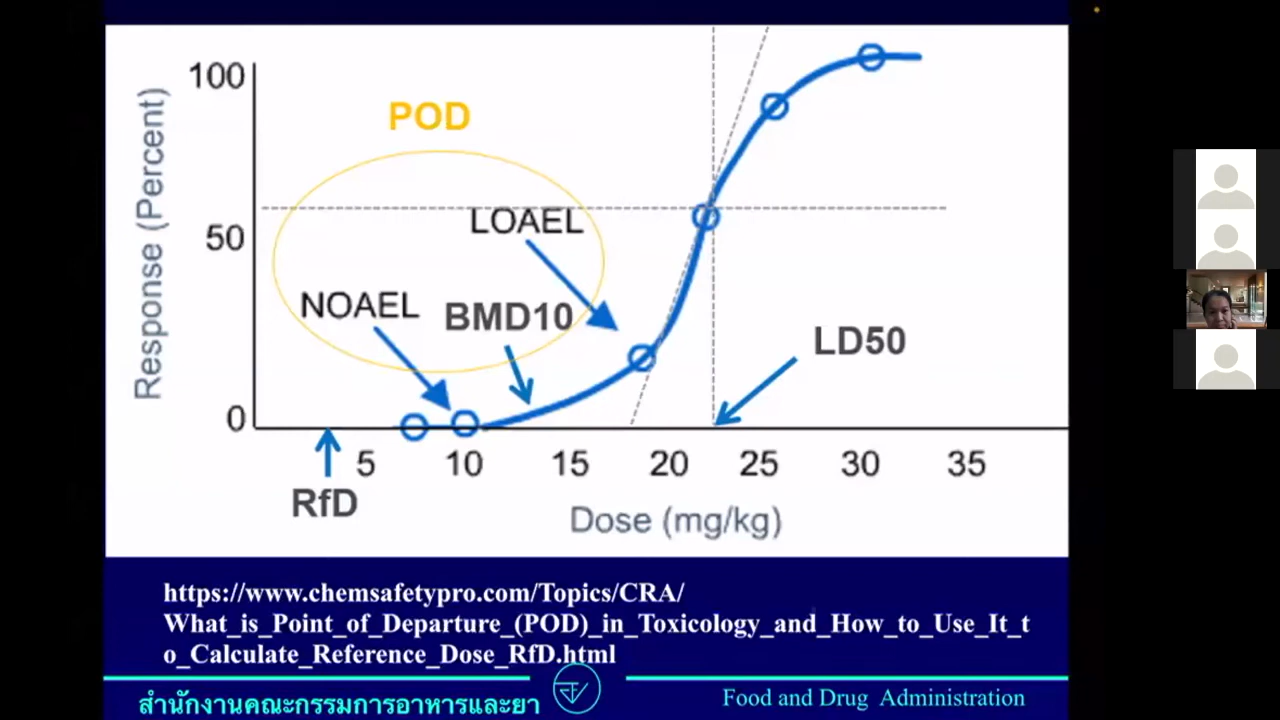 100
POD
Response (Percent)
LOAEL
50
NOAEL
BMD10
LD50
0
5 10 15 20 25 30 35
RfD
Dose (mg/kg)
https://www.chemsafetypro.com/Topics/CRA/
What_is_Point_of_Departure_(POD)_in_Toxicology_and_How_to_Use_It_t
o_Calculate_Reference_Dose_RfD.html
สำนักงานคณะกรรมการอาหารและยา
Food and Drug Administration